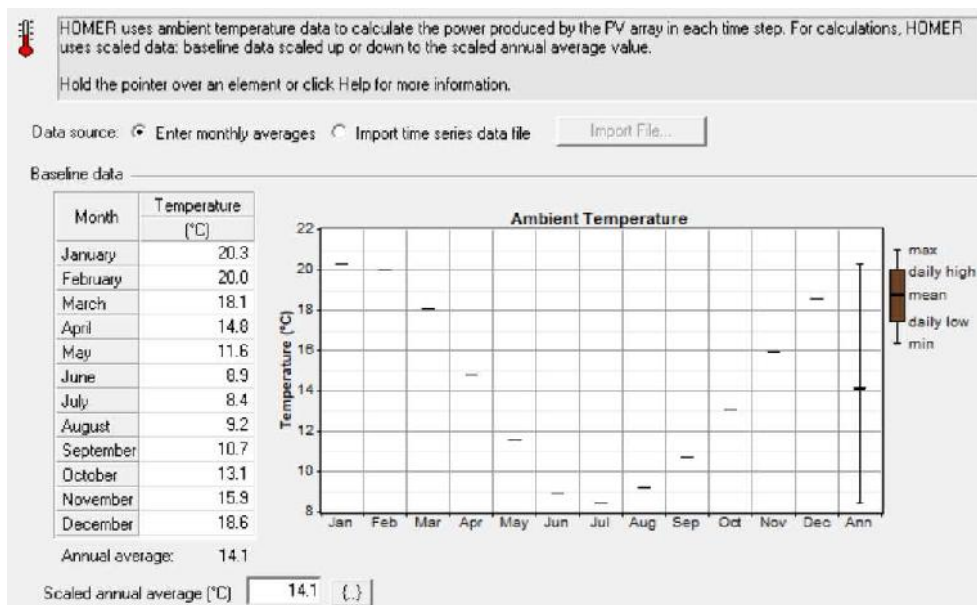 HOMER uses ambient temperature data to calculate the power produced by the PV array in each time step. For calculations, HOMER
uses scaled data: baseline data scaled up or down to the scaled annual average value.
Hold the pointer over an element or click Help for more information.
Data source: Enter monthly averages Import time series data file Import File...
Baseline data
Month Temperature
(°C)
January 20.3
February 20.0
March 18.1
April 14.8
May 11.6
June 8.9
July 8.4
August 9.2
September 10.7
October 13.1
November 15.9
December 18.6
Annual average: 14.1
Scaled annual average (°C) 14.1 {..}
Ambient Temperature
Temperature (°C)
22
20
18
16
14
12
10
8
Jan Feb Mar Apr May Jun Jul Aug Sep Oct Nov Dec Ann
max
daily high
mean
daily low
min